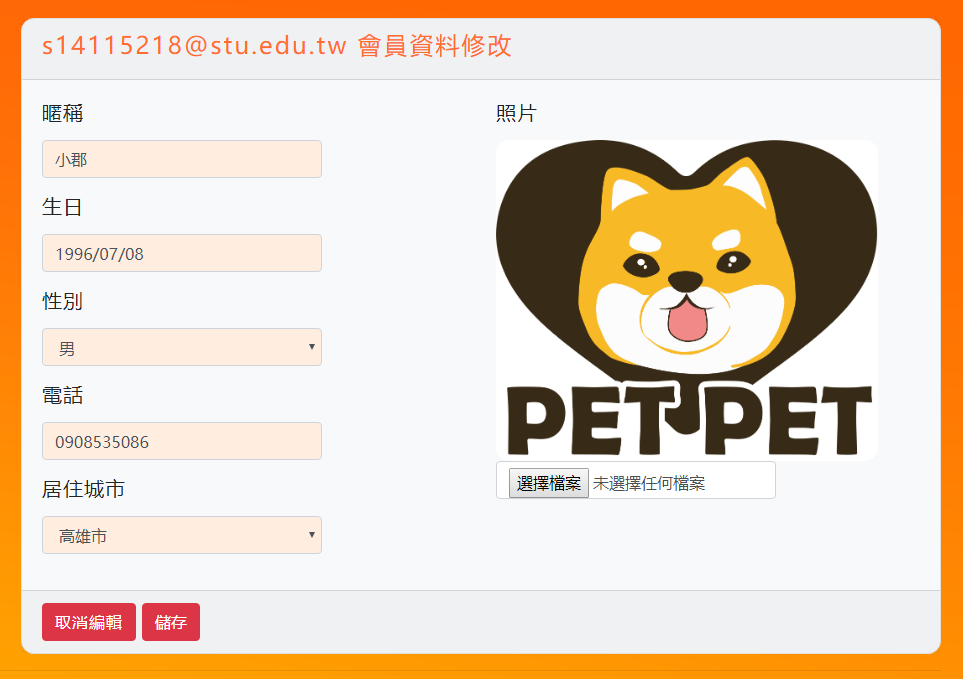 s14115218@stu.edu.tw 會員資料修改
暱稱
小郡
生日
1996/07/08
性別
男
電話
0908535086
居住城市
高雄市
照片
PET PET
選擇檔案 未選擇任何檔案
取消編輯 儲存